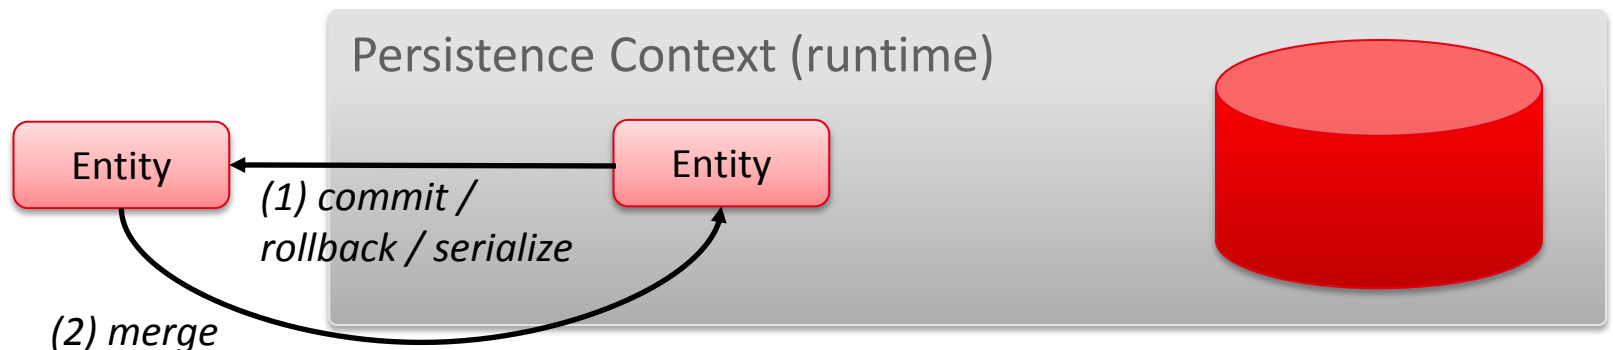 Persistence Context (runtime)
Entity
Entity
(1) commit /
rollback / serialize
(2) merge